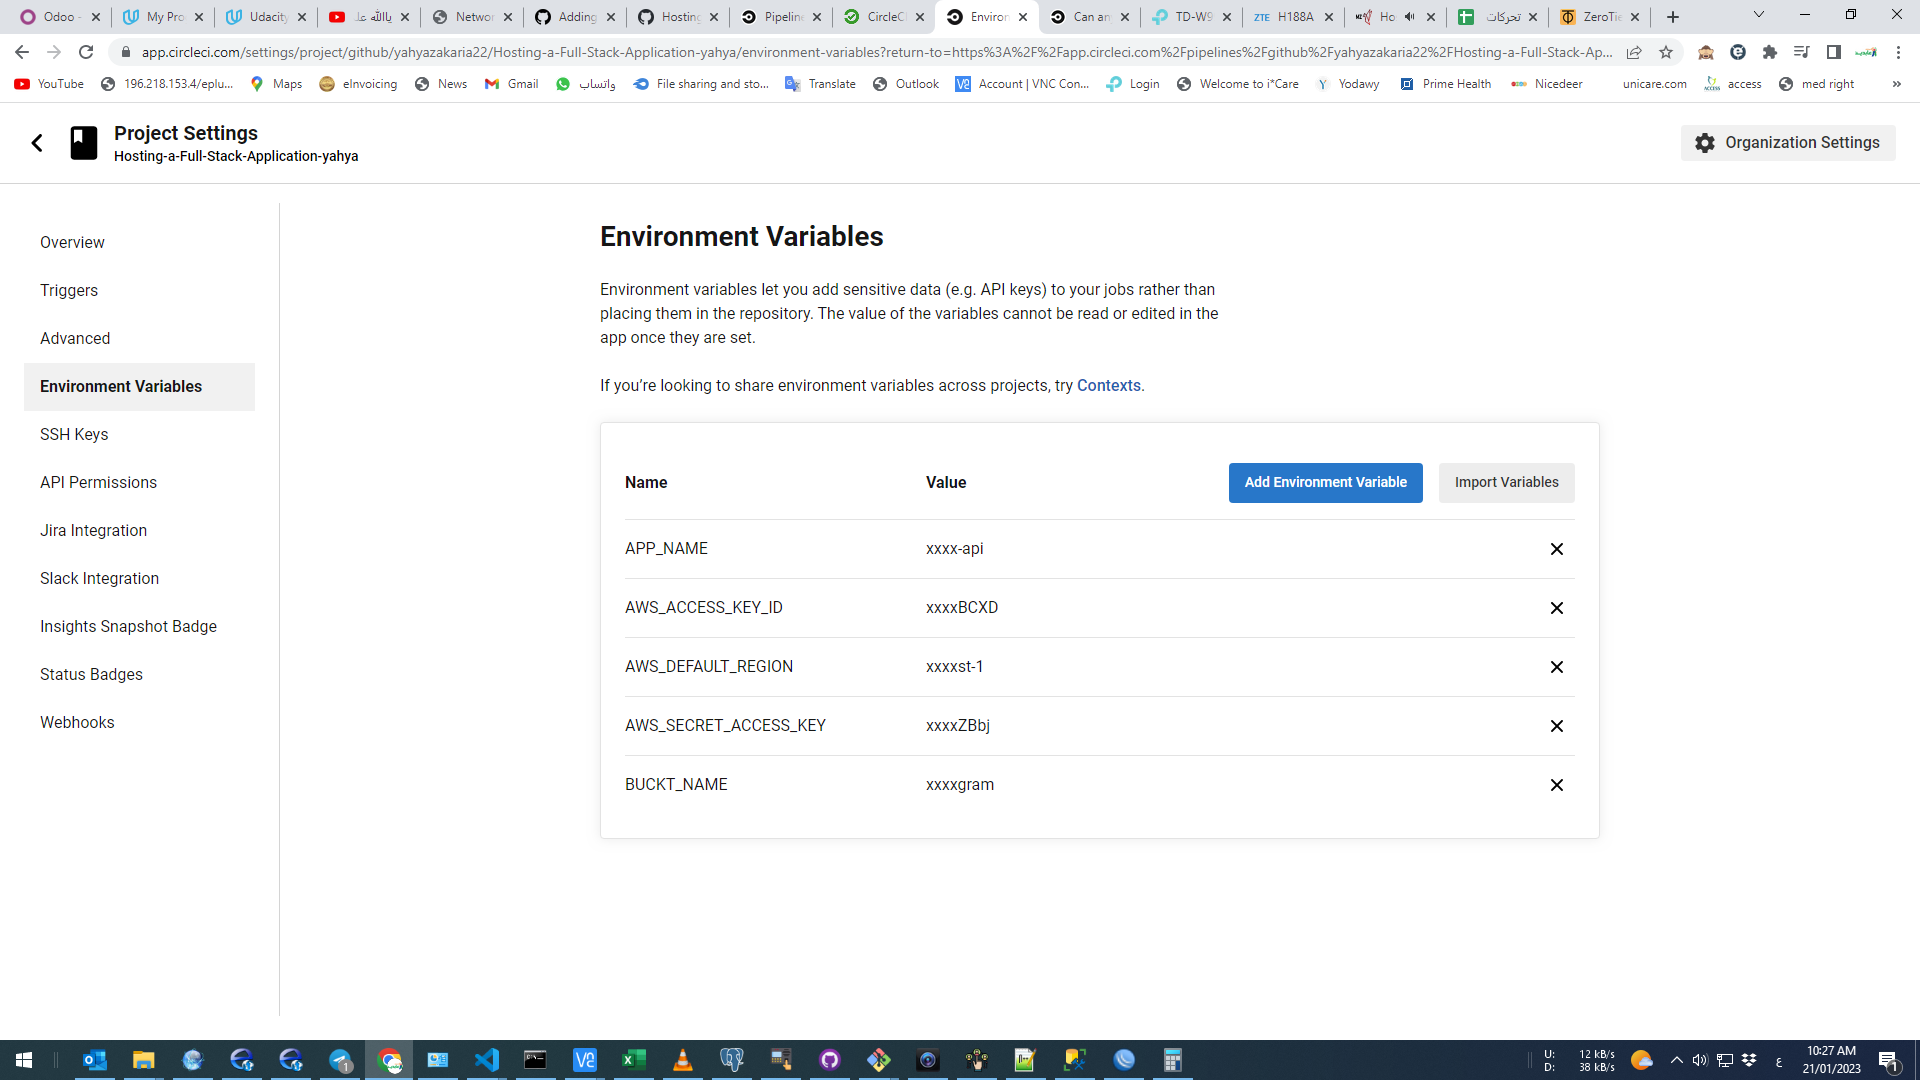 Odoo -
My Pro
Udacity
ياالله علـ
Networ
Adding
Hosting
Pipeline
CircleCI
Environ
Can an
TD-W9
ZTE H188A
Ho
تحركات
ZeroTie
app.circleci.com/settings/project/github/yahyazakaria22/Hosting-a-Full-Stack-Application-yahya/environment-variables?return-to=https%3A%2F%2Fapp.circleci.com%2Fpipelines%2Fgithub%2Fyahyazakaria22%2FHosting-a-Full-Stack-Ap...
YouTube
196.218.153.4/eplu...
Maps
eInvoicing
News
Gmail
واتساب
File sharing and sto...
Translate
Outlook
Account | VNC Con...
Login
Welcome to i*Care
Yodawy
Prime Health
Nicedeer
unicare.com
access
med right
»
Project Settings
Hosting-a-Full-Stack-Application-yahya
Organization Settings
Overview
Triggers
Advanced
Environment Variables
SSH Keys
API Permissions
Jira Integration
Slack Integration
Insights Snapshot Badge
Status Badges
Webhooks
Environment Variables
Environment variables let you add sensitive data (e.g. API keys) to your jobs rather than
placing them in the repository. The value of the variables cannot be read or edited in the
app once they are set.
If you’re looking to share environment variables across projects, try Contexts.
Name Value Add Environment Variable Import Variables
APP_NAME xxxx-api
AWS_ACCESS_KEY_ID xxxxBCXD
AWS_DEFAULT_REGION xxxxst-1
AWS_SECRET_ACCESS_KEY xxxxZBbj
BUCKT_NAME xxxxgram
U: 12 kB/s
D: 38 kB/s
ع
10:27 AM
21/01/2023
1